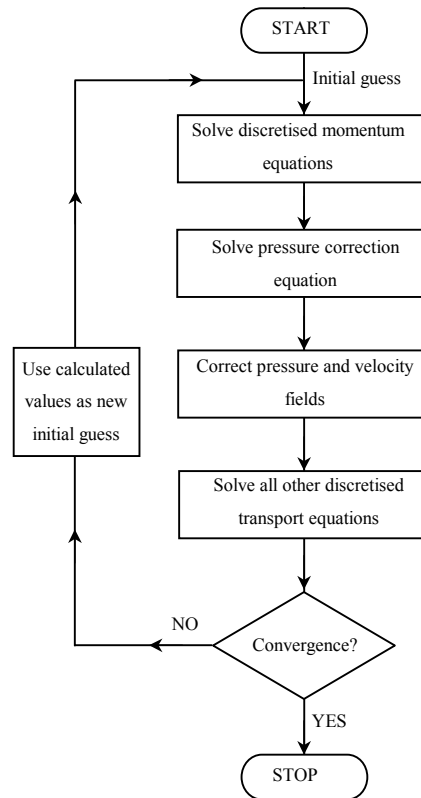 START
Initial guess
Solve discretised momentum
equations
Solve pressure correction
equation
Use calculated
values as new
initial guess
Correct pressure and velocity
fields
Solve all other discretised
transport equations
NO
Convergence?
YES
STOP